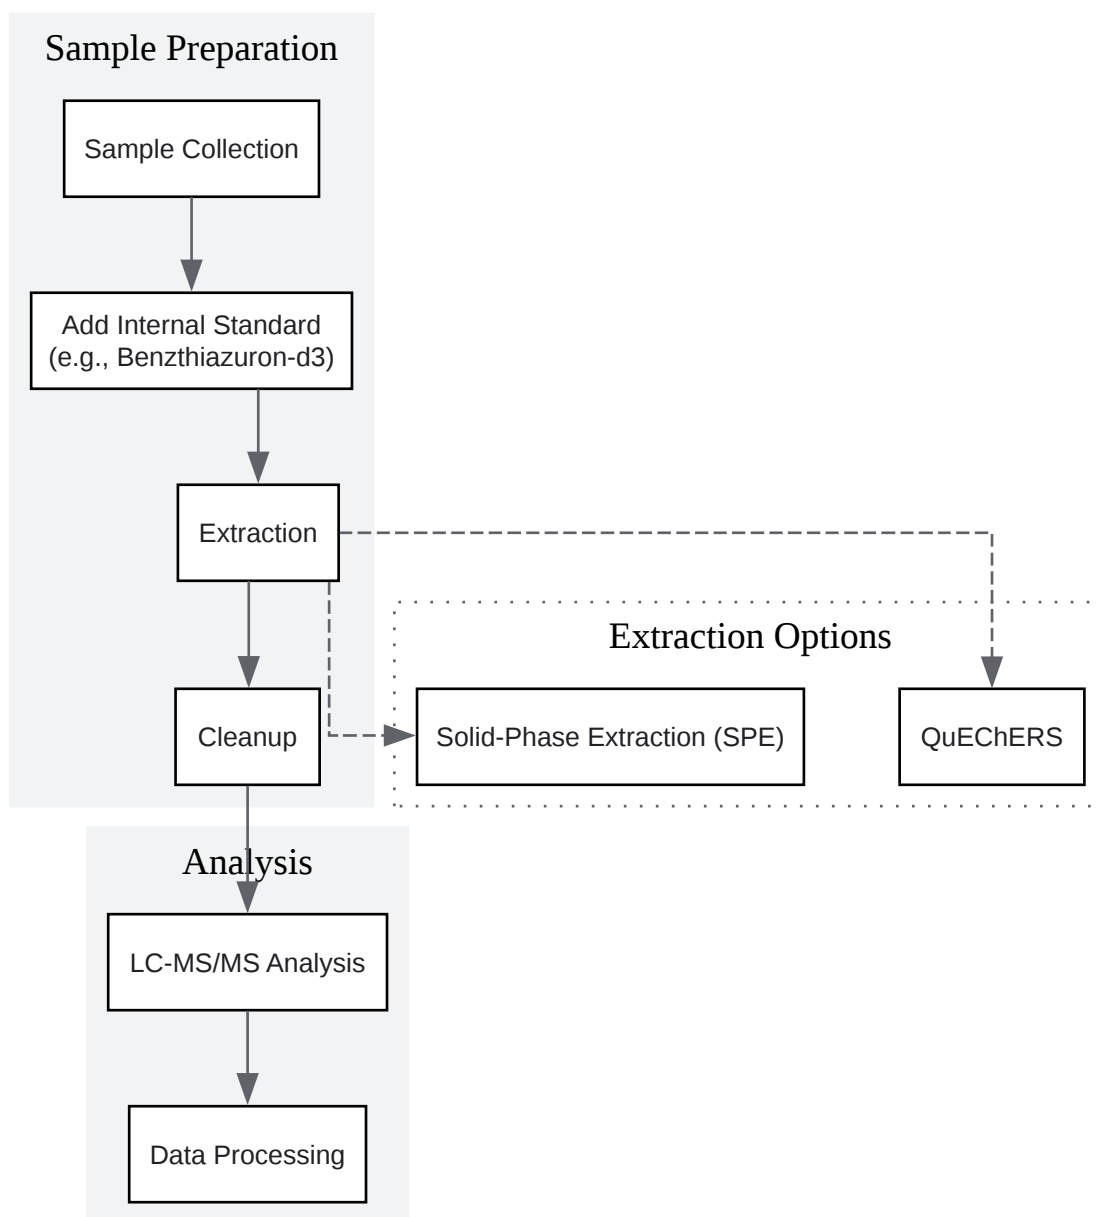 Sample Preparation
Sample Collection
Add Internal Standard
(e.g., Benzthiazuron-d3)
Extraction
Extraction Options
Cleanup
Solid-Phase Extraction (SPE)
QuEChERS
Analysis
LC-MS/MS Analysis
Data Processing